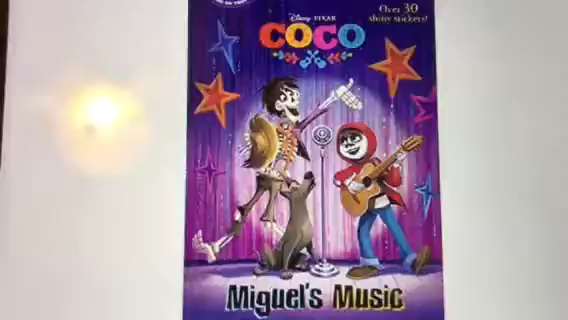 Over 30
shiny stickers!
Disney·PIXAR
COCO
Miguel's Music